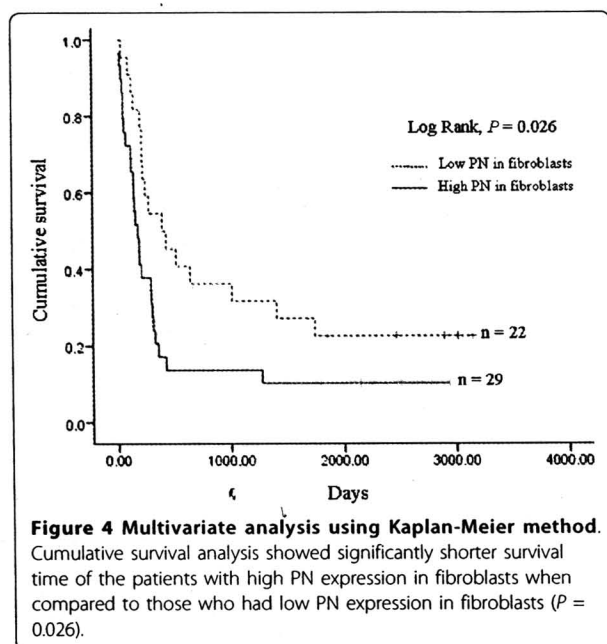 1.0
0.8
0.6
0.4
0.2
0.0
Cumulative survival
Log Rank, P = 0.026
Low PN in fibroblasts
High PN in fibroblasts
n = 22
n = 29
0.00 1000.00 2000.00 3000.00 4000.00
Days
Figure 4 Multivariate analysis using Kaplan-Meier method.
Cumulative survival analysis showed significantly shorter survival
time of the patients with high PN expression in fibroblasts when
compared to those who had low PN expression in fibroblasts (P =
0.026).